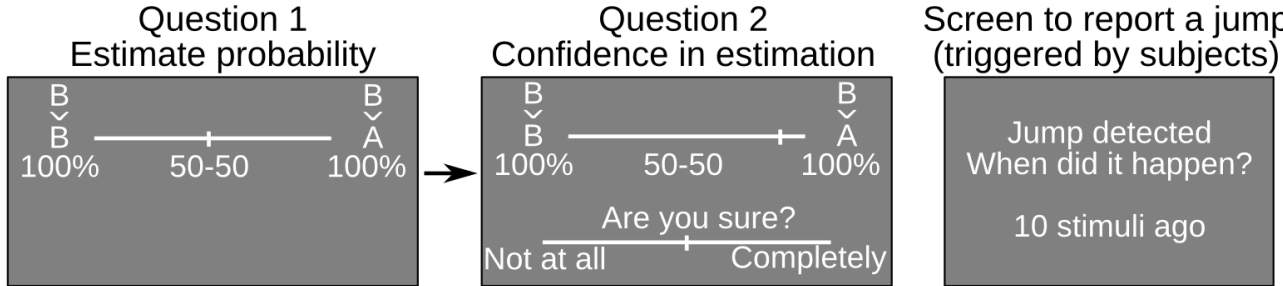 Question 1
Estimate probability
B B
B A
100% 50-50 100%
Question 2
Confidence in estimation
B B
B A
100% 50-50 100%
Are you sure?
Not at all Completely
Screen to report a jump
(triggered by subjects)
Jump detected
When did it happen?
10 stimuli ago